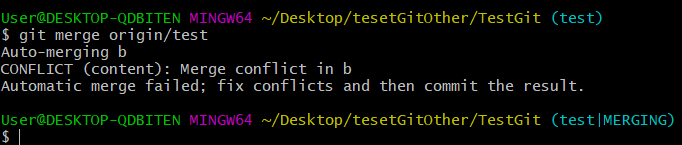 User@DESKTOP-QDBITEN MINGW64 ~/Desktop/tesetGitOther/TestGit (test)
$ git merge origin/test
Auto-merging b
CONFLICT (content): Merge conflict in b
Automatic merge failed; fix conflicts and then commit the result.
User@DESKTOP-QDBITEN MINGW64 ~/Desktop/tesetGitOther/TestGit (test|MERGING)
$